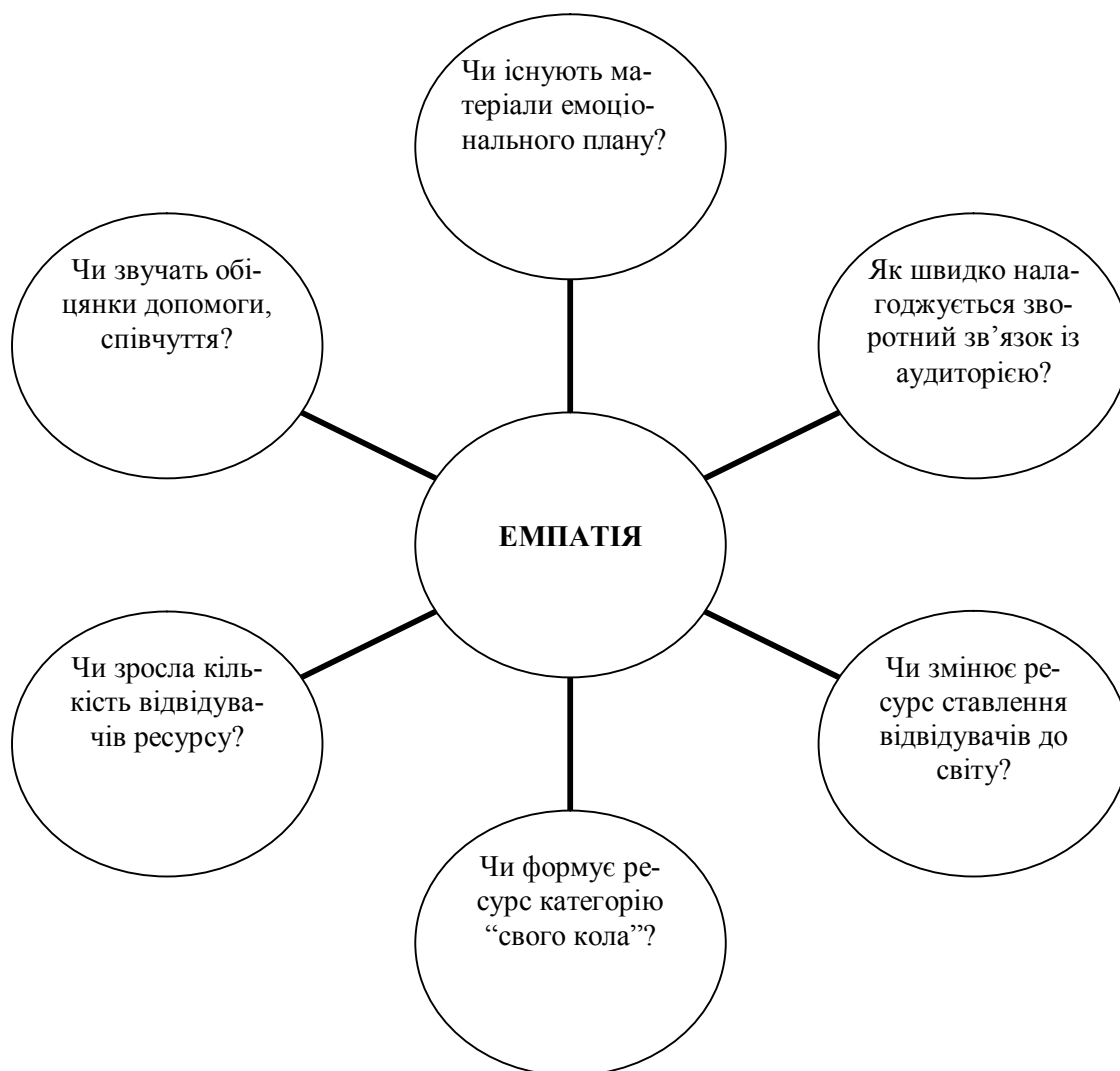 Чи існують ма-
теріали емоціо-
нального плану?
Чи звучать обі-
цянки допомоги,
співчуття?
Як швидко нала-
годжується зво-
ротний зв’язок із
аудиторією?
ЕМПАТІЯ
Чи зросла кіль-
кість відвідува-
чів ресурсу?
Чи змінює ре-
сурс ставлення
відвідувачів до
світу?
Чи формує ре-
сурс категорію
“свого кола”?